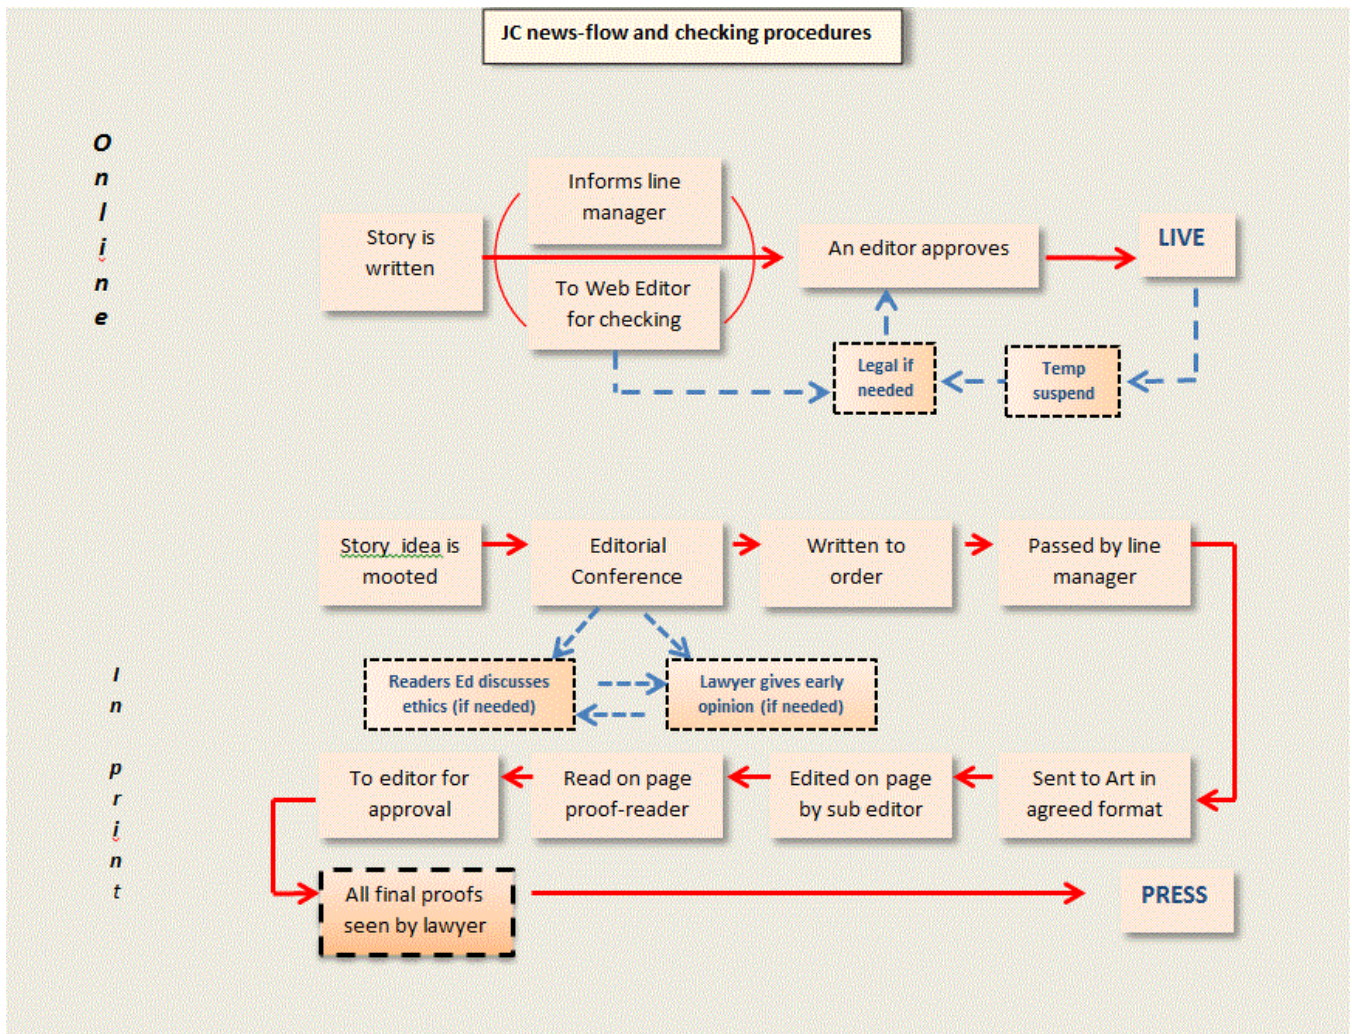 JC news-flow and checking procedures
Online
Story is
written
Informs line
manager
To Web Editor
for checking
An editor approves
LIVE
Legal if
needed
Temp
suspend
In print
Story idea is
mooted
Editorial
Conference
Written to
order
Passed by line
manager
Readers Ed discusses
ethics (if needed)
Lawyer gives early
opinion (if needed)
To editor for
approval
Read on page
proof-reader
Edited on page
by sub editor
Sent to Art in
agreed format
All final proofs
seen by lawyer
PRESS